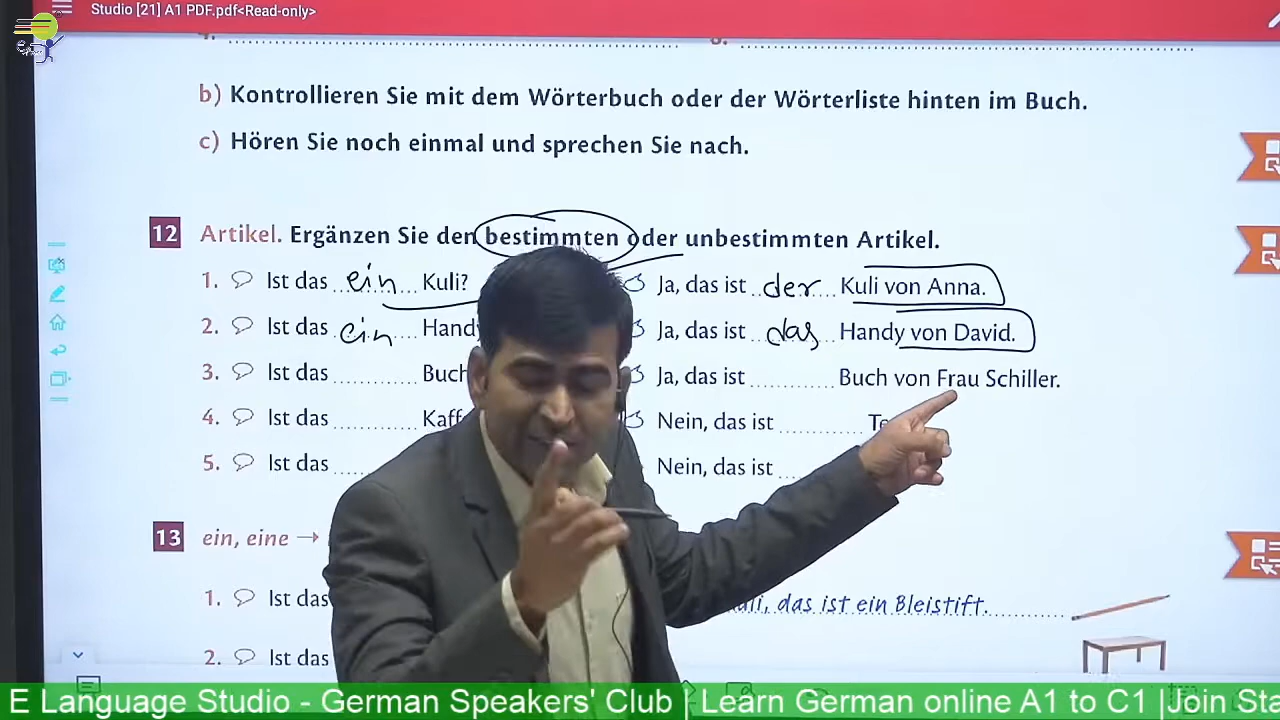 Studio [21] A1 PDF.pdf<Read-only>
b) Kontrollieren Sie mit dem Wörterbuch oder der Wörterliste hinten im Buch.
c) Hören Sie noch einmal und sprechen Sie nach.
12 Artikel. Ergänzen Sie den bestimmten oder unbestimmten Artikel.
1. Ist das ein Kuli? Ja, das ist der Kuli von Anna.
2. Ist das ein Ja, das ist das Handy von David.
3. Ist das Buch Ja, das ist Buch von Frau Schiller.
4. Ist das Nein, das ist
5. Ist das Nein, das ist
13 ein, eine →
1. Ist das das ist ein Bleistift.
2. Ist das
E Language Studio - German Speakers' Club | Learn German online A1 to C1 |Join